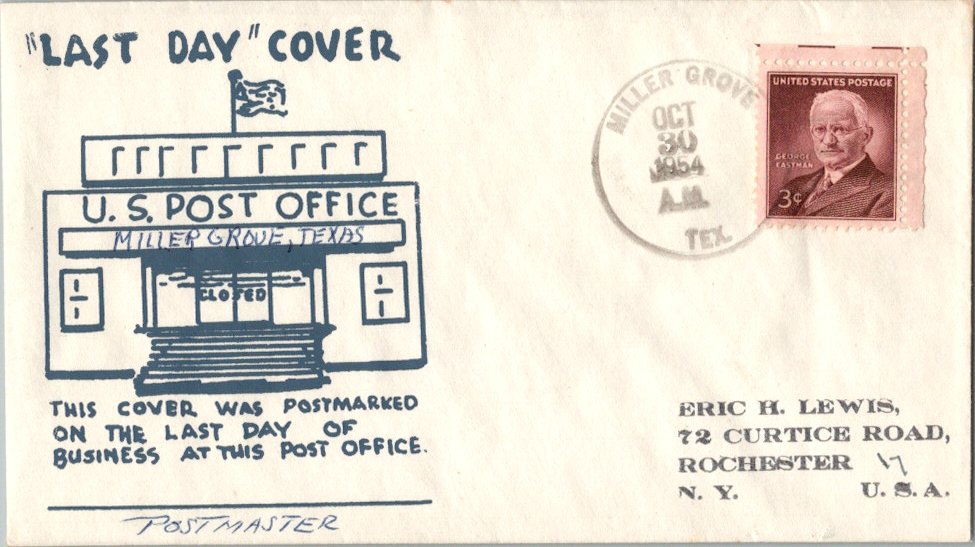 "LAST DAY" COVER
U.S. POST OFFICE
MILLER GROVE, TEXAS
CLOSED
THIS COVER WAS POSTMARKED
ON THE LAST DAY OF
BUSINESS AT THIS POST OFFICE.
POSTMASTER
MILLER GROVE
OCT
30
1954
A.M.
TEX.
UNITED STATES POSTAGE
GEORGE
EASTMAN
3¢
ERIC H. LEWIS,
72 CURTICE ROAD,
ROCHESTER 17
N. Y. U. S. A.